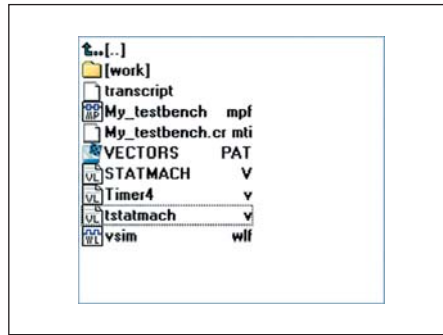 [..]
[work]
transcript
My_testbench mpf
My_testbench.cr mti
VECTORS PAT
STATMACH V
Timer4 v
tstatmach v
vsim wlf